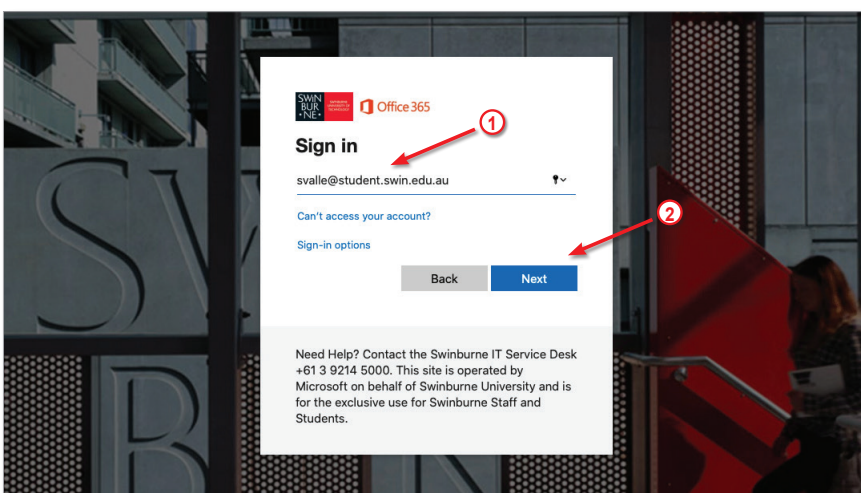 SWiN
BUR
• NE •
Office 365
Sign in
svalle@student.swin.edu.au
Can't access your account?
Sign-in options
Back
Next
Need Help? Contact the Swinburne IT Service Desk
+61 3 9214 5000. This site is operated by
Microsoft on behalf of Swinburne University and is
for the exclusive use for Swinburne Staff and
Students.
1
2